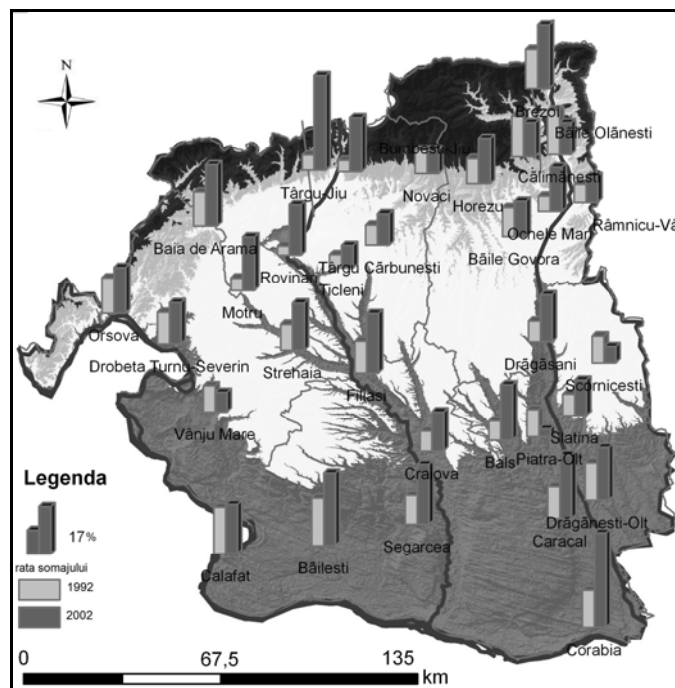 N
Brezoi
Băile Olănesti
Bumbesti-Jiu
Călimănesti
Târgu-Jiu
Novaci
Horezu
Ocnele Mari
Râmnicu-Vâ
Baia de Arama
Băile Govora
Târgu Cărbunesti
Rovinari
Ticleni
Motru
Orsova
Drobeta Turnu-Severin
Strehaia
Drăgăsani
Filiasi
Scornicesti
Vânju Mare
Slatina
Piatra-Olt
Bals
Craiova
Legenda
17%
Drăgănesti-Olt
Caracal
Segarcea
Băilesti
Calafat
rata somajului
1992
2002
Corabia
0 67,5 135
km